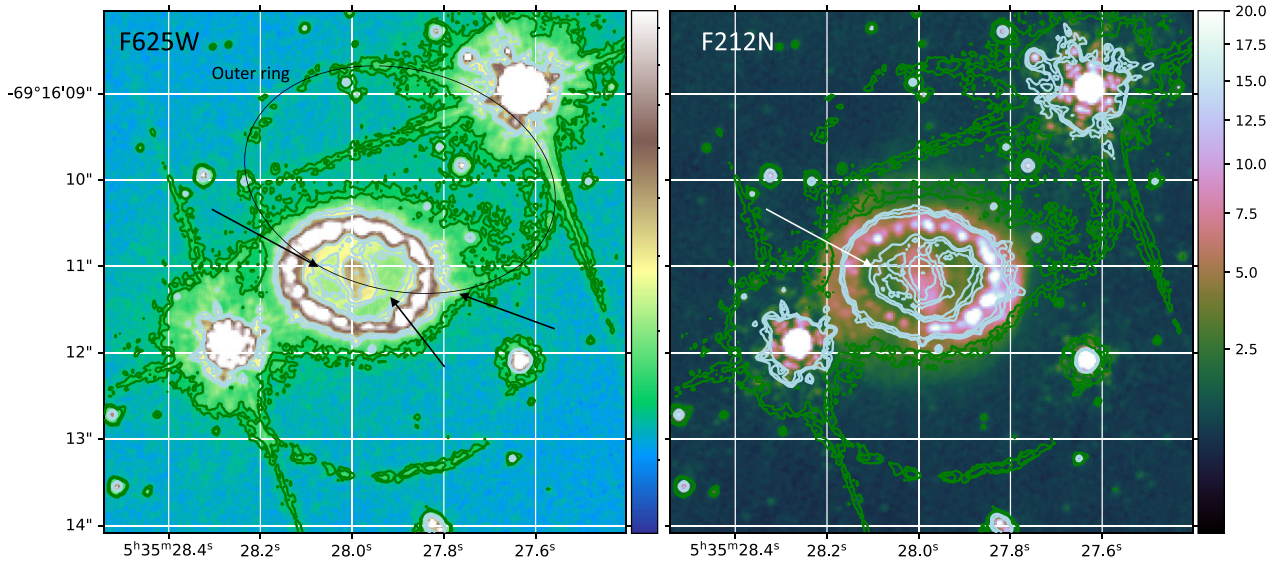 F625W
F212N
Outer ring
-69°16'09"
10"
11"
12"
13"
14"
5ʰ35ᵐ28.4ˢ
28.2ˢ
28.0ˢ
27.8ˢ
27.6ˢ
5ʰ35ᵐ28.4ˢ
28.2ˢ
28.0ˢ
27.8ˢ
27.6ˢ
20.0
17.5
15.0
12.5
10.0
7.5
5.0
2.5